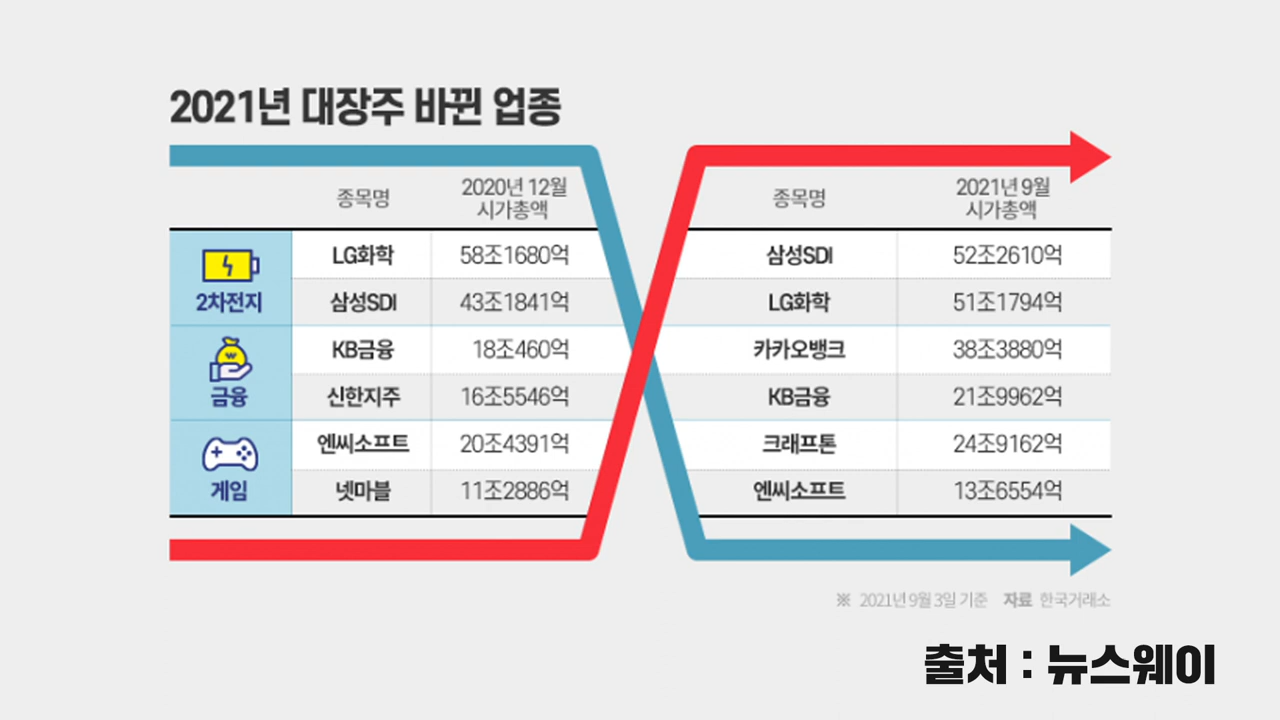 2021년 대장주 바뀐 업종
종목명 2020년 12월 시가총액 종목명 2021년 9월 시가총액
2차전지
LG화학 58조1680억 삼성SDI 52조2610억
삼성SDI 43조1841억 LG화학 51조1794억
금융
KB금융 18조460억 카카오뱅크 38조3880억
신한지주 16조5546억 KB금융 21조9962억
게임
엔씨소프트 20조4391억 크래프톤 24조9162억
넷마블 11조2886억 엔씨소프트 13조6554억
※ 2021년 9월 3일 기준 자료 한국거래소
출처 : 뉴스웨이